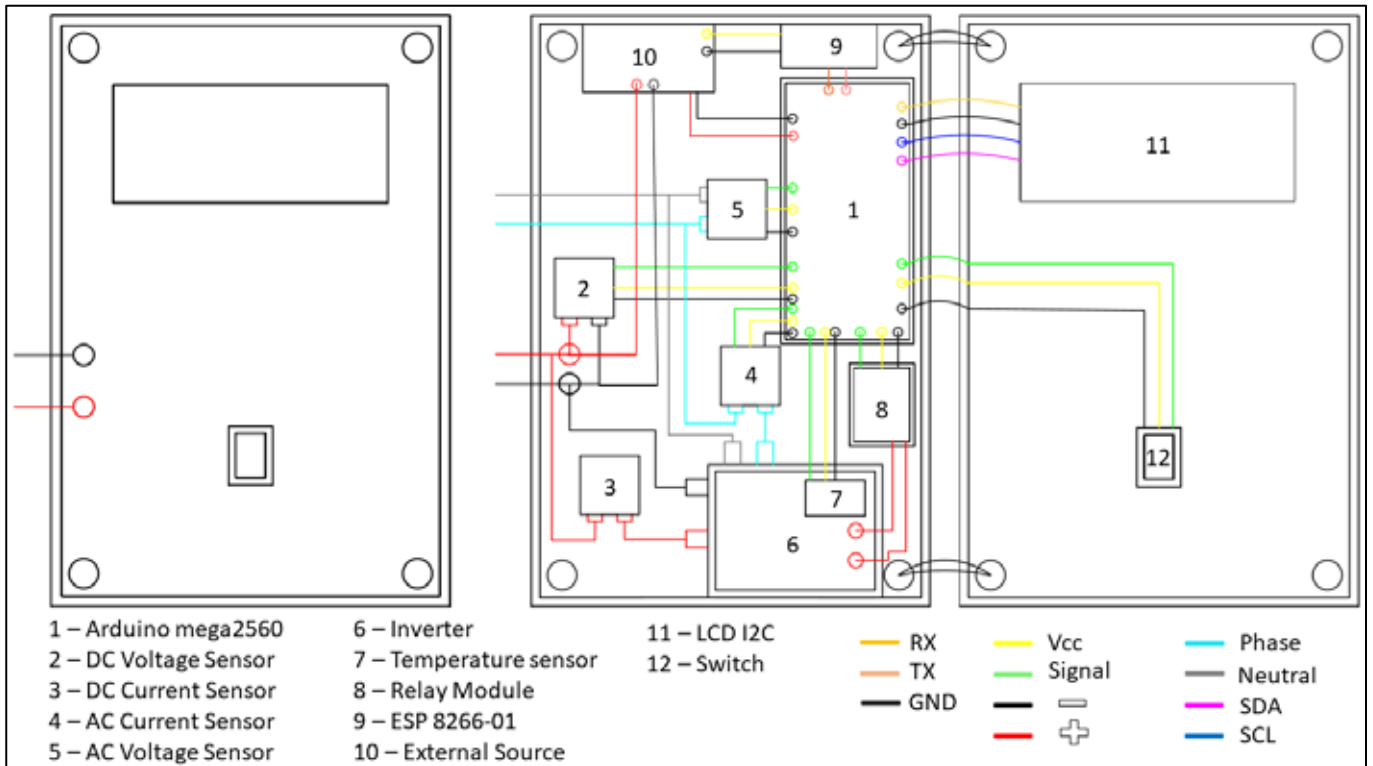 10
9
11
5
1
2
4
8
12
3
7
6
1 – Arduino mega2560
2 – DC Voltage Sensor
3 – DC Current Sensor
4 – AC Current Sensor
5 – AC Voltage Sensor
6 – Inverter
7 – Temperature sensor
8 – Relay Module
9 – ESP 8266-01
10 – External Source
11 – LCD I2C
12 – Switch
RX
TX
GND
Vcc
Signal
Phase
Neutral
SDA
SCL